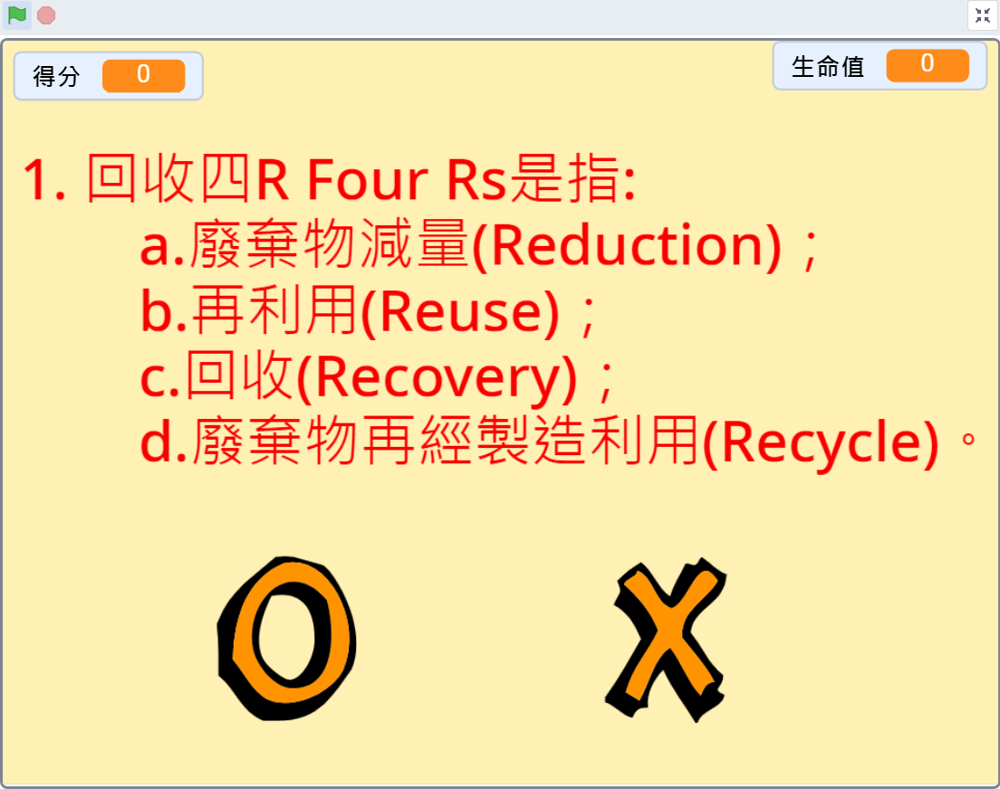 得分 0
生命值 0
1. 回收四R Four Rs是指:
a.廢棄物減量(Reduction)；
b.再利用(Reuse)；
c.回收(Recovery)；
d.廢棄物再經製造利用(Recycle)。
O X